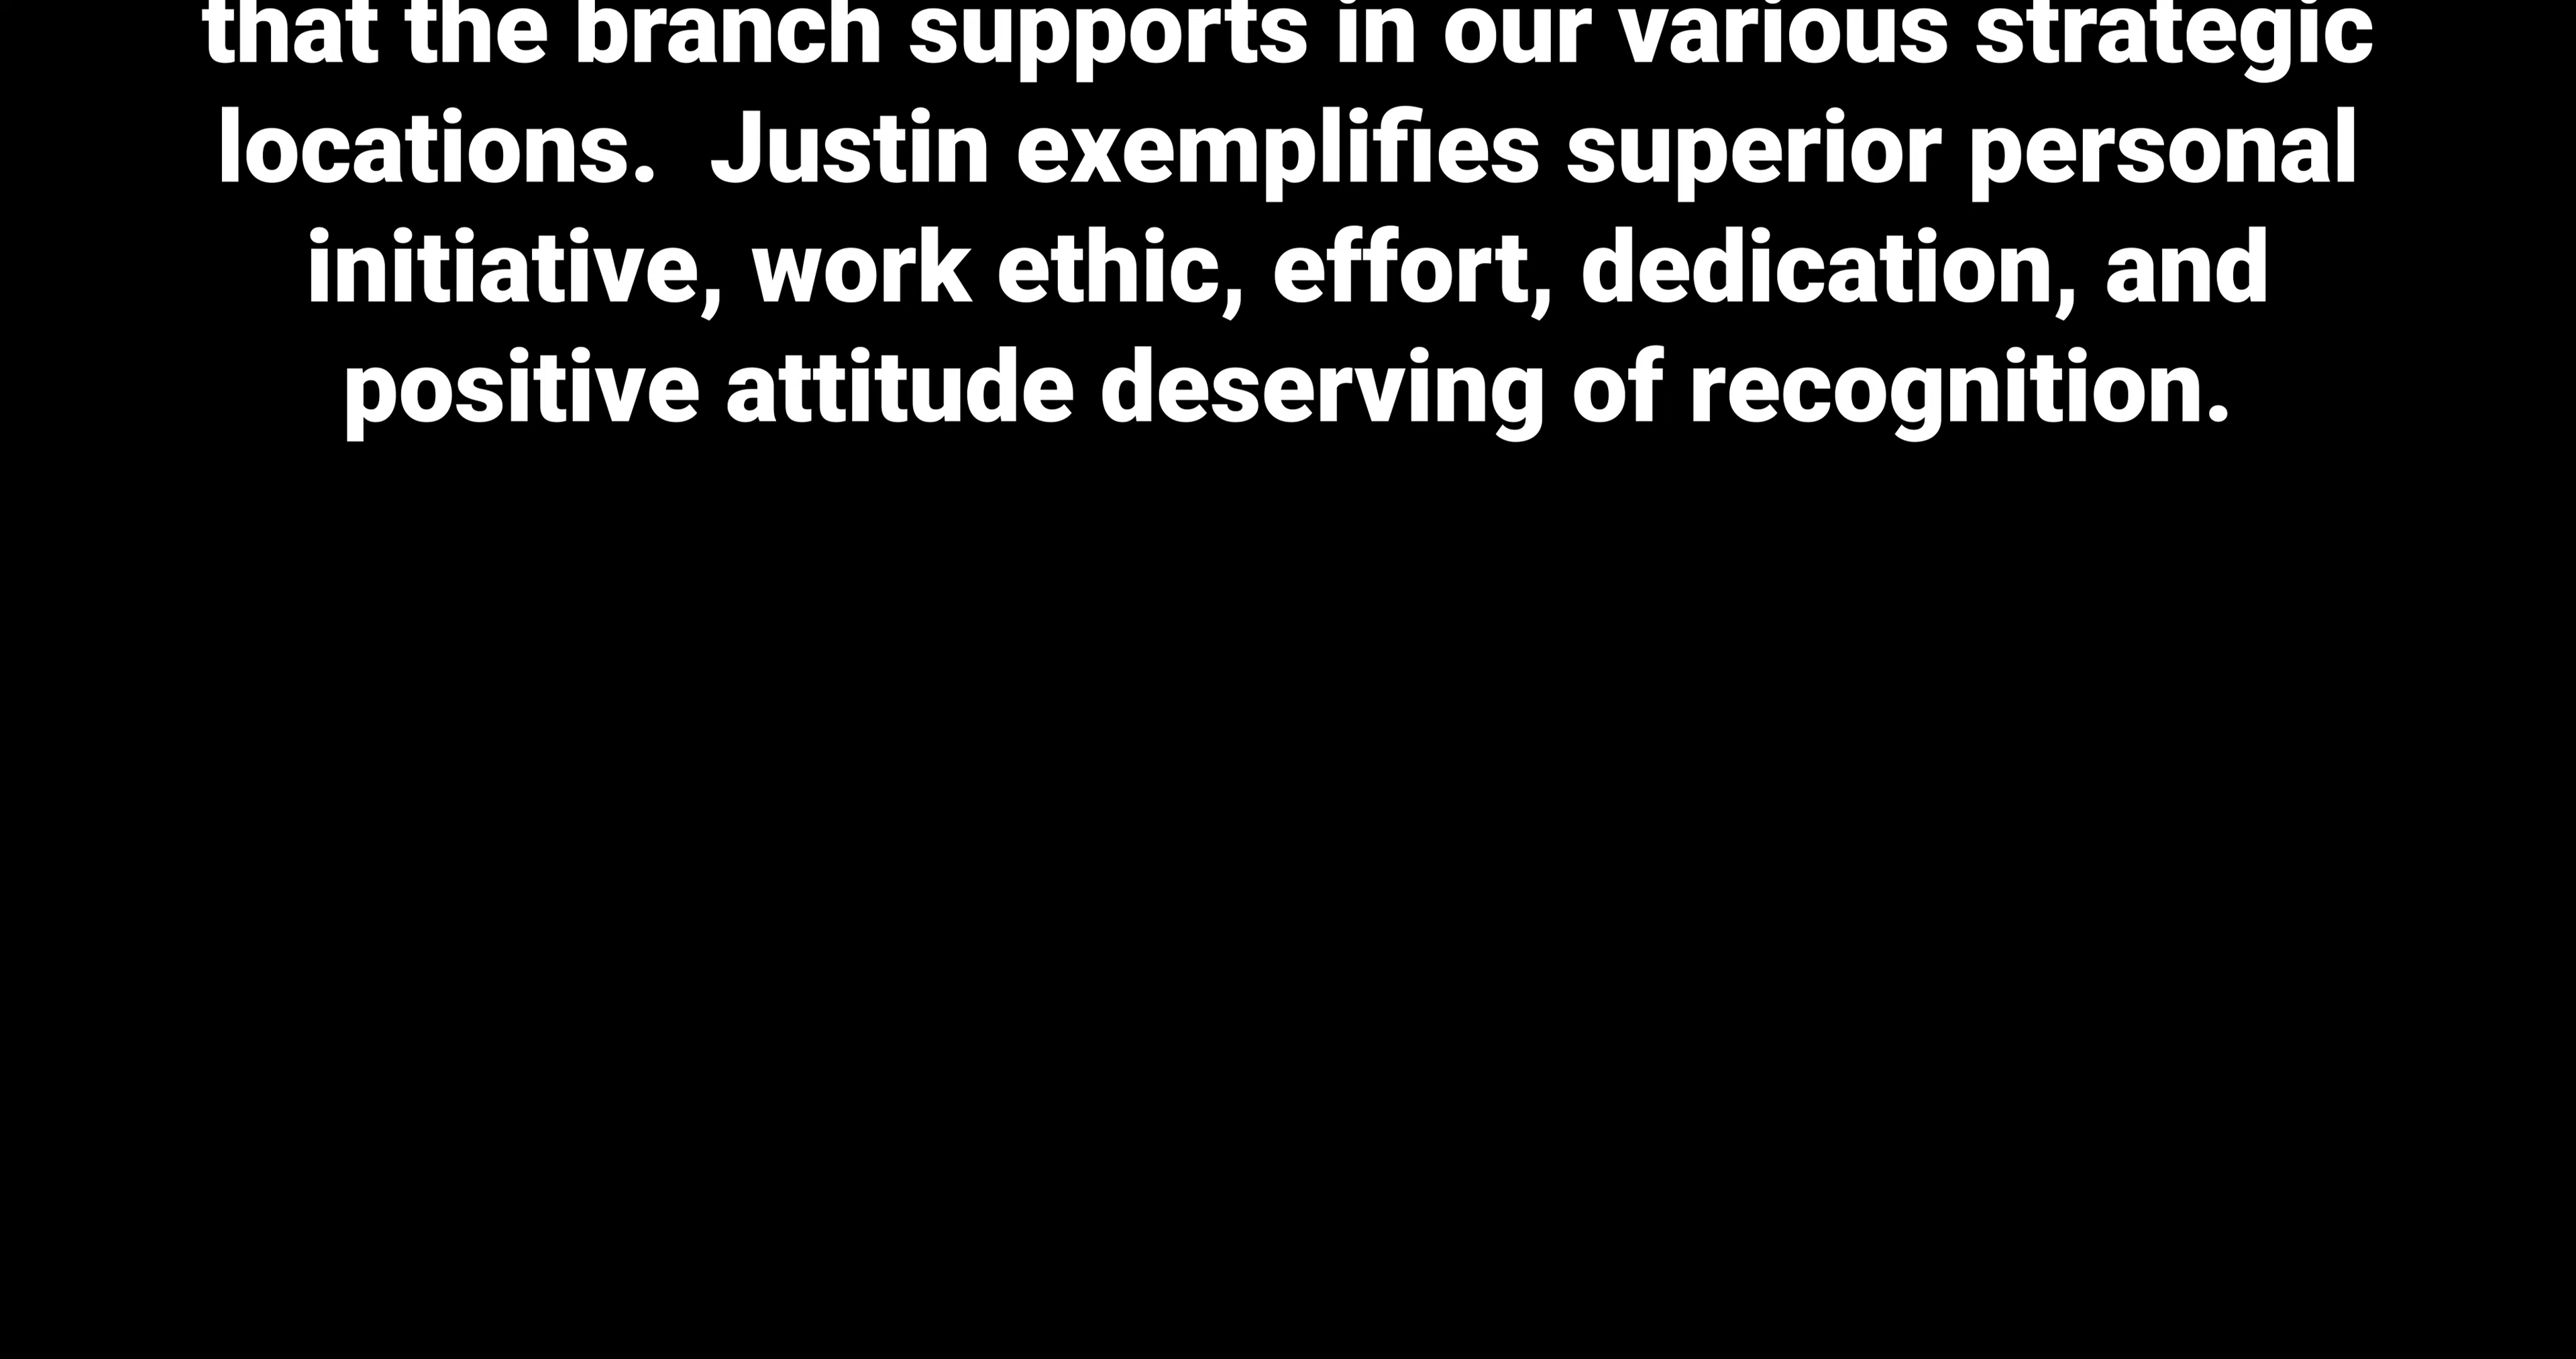 that the branch supports in our various strategic
locations.  Justin exemplifies superior personal
initiative, work ethic, effort, dedication, and
positive attitude deserving of recognition.